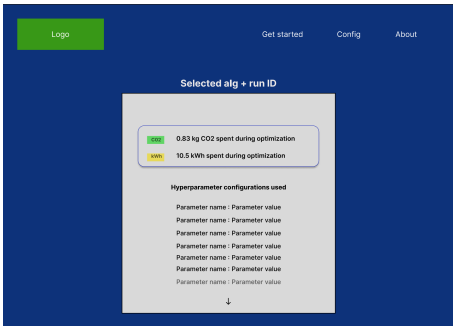 Logo
Get started
Config
About
Selected alg + run ID
CO2
0.83 kg CO2 spent during optimization
kWh
10.5 kWh spent during optimization
Hyperparameter configurations used
Parameter name : Parameter value
Parameter name : Parameter value
Parameter name : Parameter value
Parameter name : Parameter value
Parameter name : Parameter value
Parameter name : Parameter value
Parameter name : Parameter value
↓